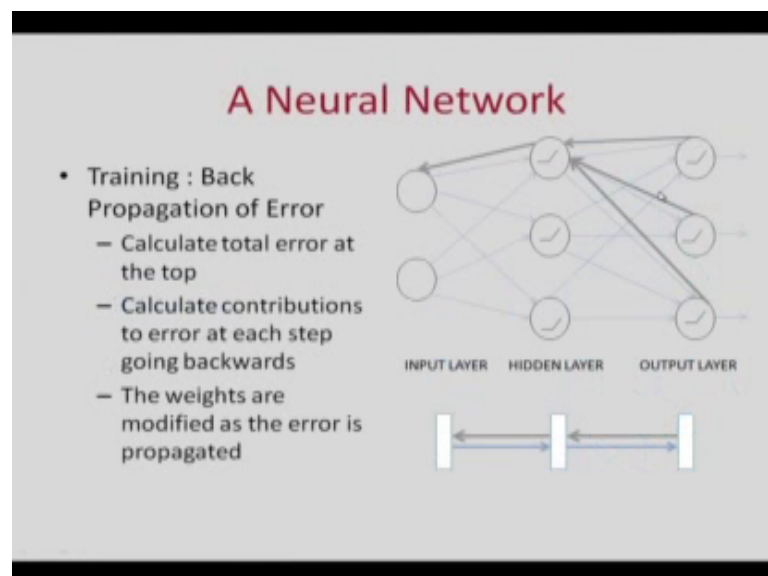 A Neural Network
• Training : Back
Propagation of Error
– Calculate total error at
the top
– Calculate contributions
to error at each step
going backwards
– The weights are
modified as the error is
propagated
INPUT LAYER HIDDEN LAYER OUTPUT LAYER